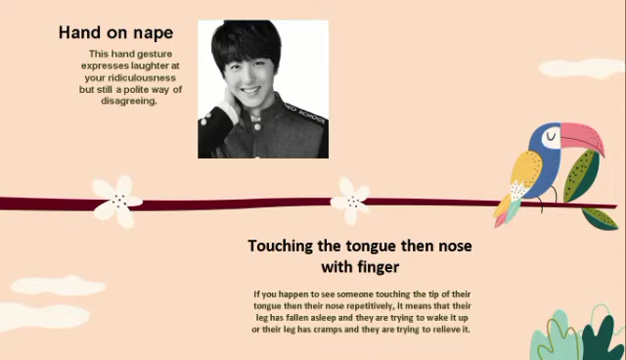 Hand on nape
This hand gesture
expresses laughter at
your ridiculousness
but still a polite way of
disagreeing.
Touching the tongue then nose
with finger
If you happen to see someone touching the tip of their
tongue then their nose repetitively, it means that their
leg has fallen asleep and they are trying to wake it up
or their leg has cramps and they are trying to relieve it.